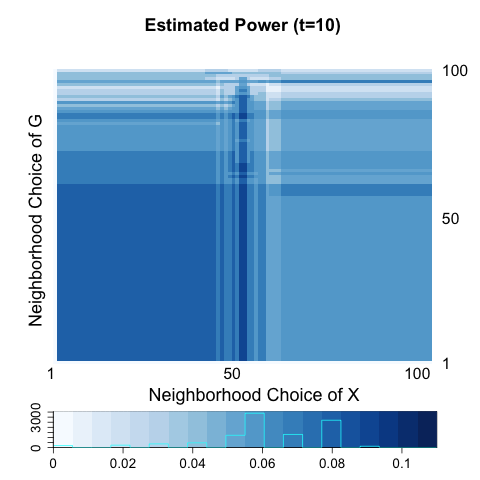 Estimated Power (t=10)
Neighborhood Choice of G
100
50
1
1 50 100
Neighborhood Choice of X
0 3000
0 0.02 0.04 0.06 0.08 0.1